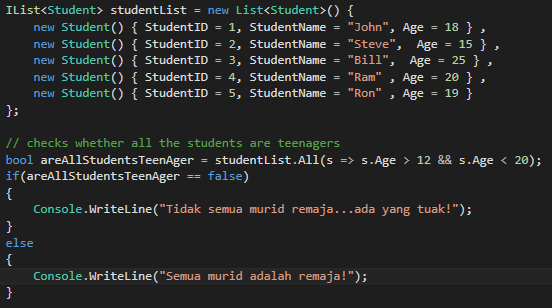 IList<Student> studentList = new List<Student>() {
new Student() { StudentID = 1, StudentName = "John", Age = 18 } ,
new Student() { StudentID = 2, StudentName = "Steve",  Age = 15 } ,
new Student() { StudentID = 3, StudentName = "Bill",  Age = 25 } ,
new Student() { StudentID = 4, StudentName = "Ram" , Age = 20 } ,
new Student() { StudentID = 5, StudentName = "Ron" , Age = 19 }
};
// checks whether all the students are teenagers
bool areAllStudentsTeenAger = studentList.All(s => s.Age > 12 && s.Age < 20);
if(areAllStudentsTeenAger == false)
{
Console.WriteLine("Tidak semua murid remaja...ada yang tuak!");
}
else
{
Console.WriteLine("Semua murid adalah remaja!");
}